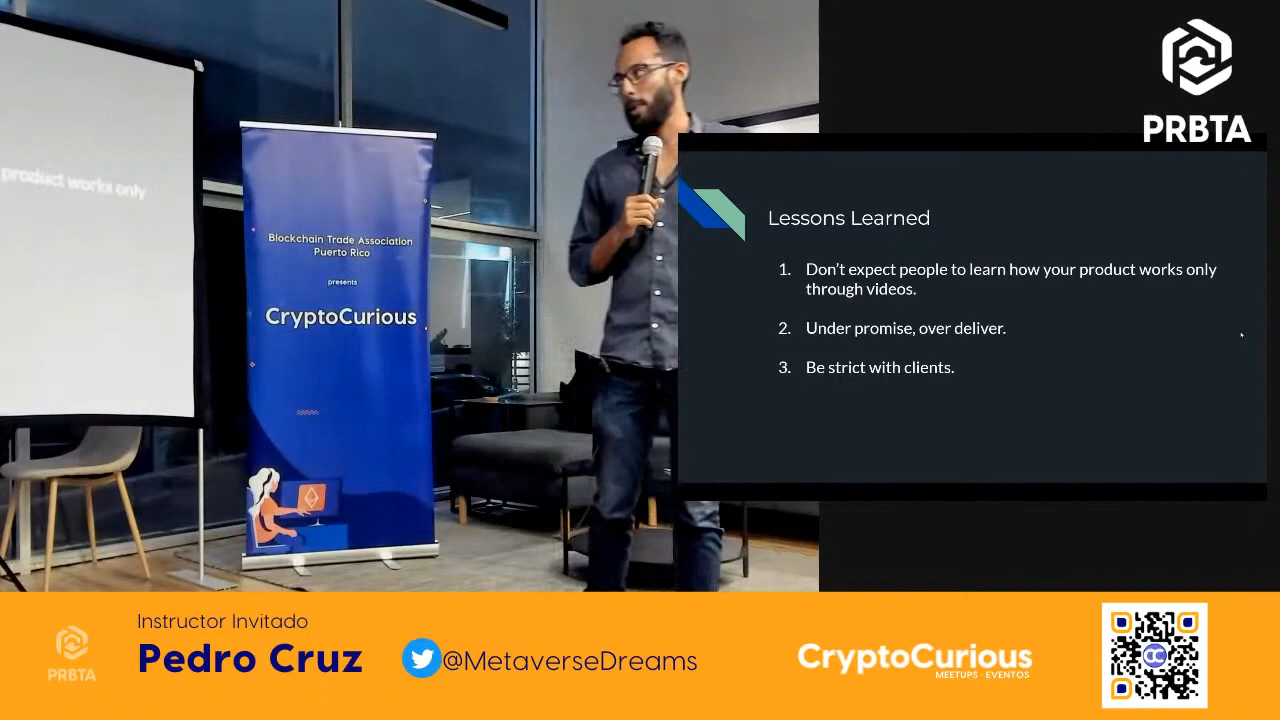 PRBTA
product works only
Blockchain Trade Association
Puerto Rico
presents
CryptoCurious
Lessons Learned
1. Don't expect people to learn how your product works only
through videos.
2. Under promise, over deliver.
3. Be strict with clients.
PRBTA
Instructor Invitado
Pedro Cruz
@MetaverseDreams
CryptoCurious
MEETUPS · EVENTOS